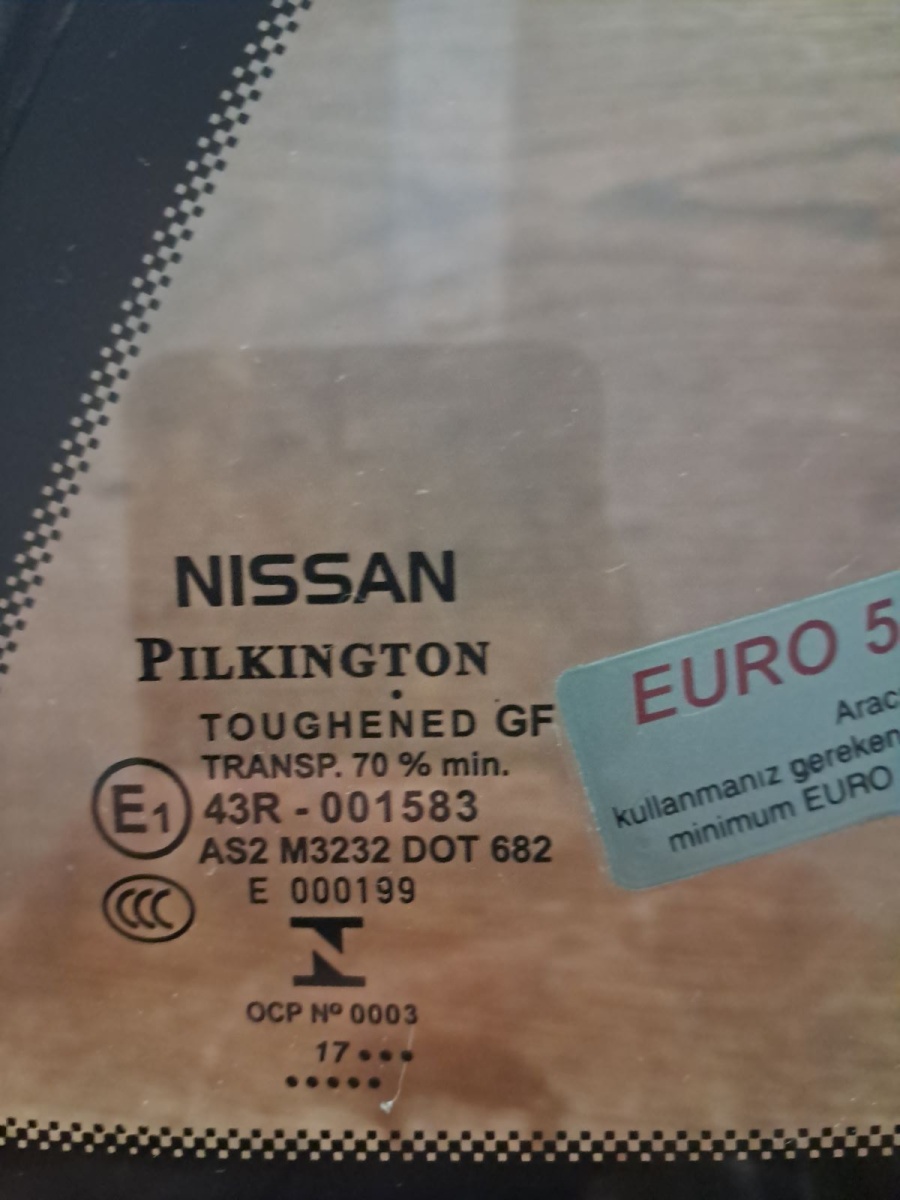 NISSAN
PILKINGTON
TOUGHENED GF
TRANSP. 70 % min.
E1
43R - 001583
AS2 M3232 DOT 682
CCC
E 000199
OCP Nº 0003
17 •••
•••••
EURO 5
Arac
kullanmanız gereken
minimum EURO